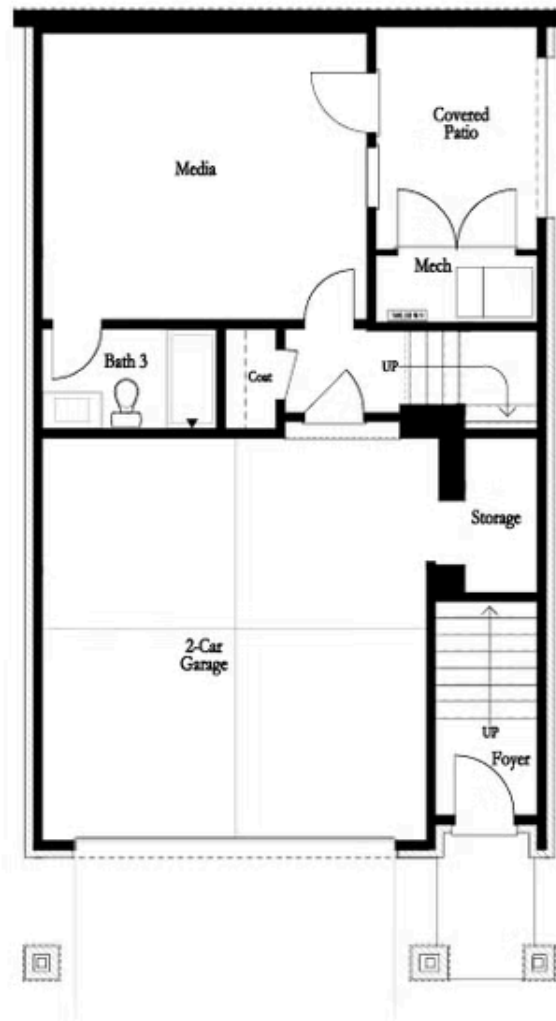 Covered
Patio
Media
Mech
Bath 3
Coat
UP
Storage
2-Car
Garage
UP
Foyer